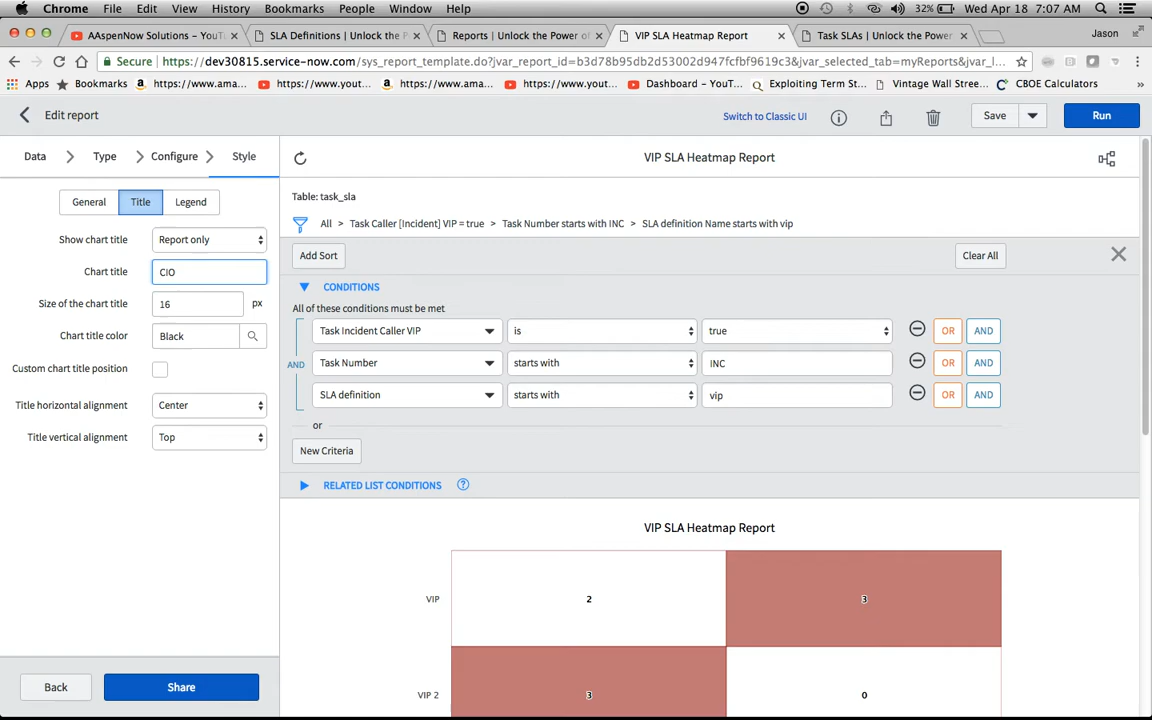 Chrome File Edit View History Bookmarks People Window Help 32% Wed Apr 18 7:07 AM
AAspenNow Solutions – YouTu SLA Definitions | Unlock the Po Reports | Unlock the Power of VIP SLA Heatmap Report Task SLAs | Unlock the Power Jason
Secure | https://dev30815.service-now.com/sys_report_template.do?jvar_report_id=b3d78b95db2d53002d947fcfbf9619c3&jvar_selected_tab=myReports&jvar_l...
Apps Bookmarks https://www.ama... https://www.yout... https://www.ama... https://www.yout... Dashboard - YouT... Exploiting Term St... Vintage Wall Stree... CBOE Calculators »
Edit report Switch to Classic UI Save Run
Data Type Configure Style VIP SLA Heatmap Report
General Title Legend
Table: task_sla
All > Task Caller [Incident] VIP = true > Task Number starts with INC > SLA definition Name starts with vip
Show chart title Report only
Chart title CIO
Size of the chart title 16 px
Chart title color Black
Custom chart title position
Title horizontal alignment Center
Title vertical alignment Top
Back Share
Add Sort Clear All
CONDITIONS
All of these conditions must be met
Task Incident Caller VIP is true OR AND
AND Task Number starts with INC OR AND
SLA definition starts with vip OR AND
or
New Criteria
RELATED LIST CONDITIONS ?
VIP SLA Heatmap Report
VIP 2 3
VIP 2 3 0